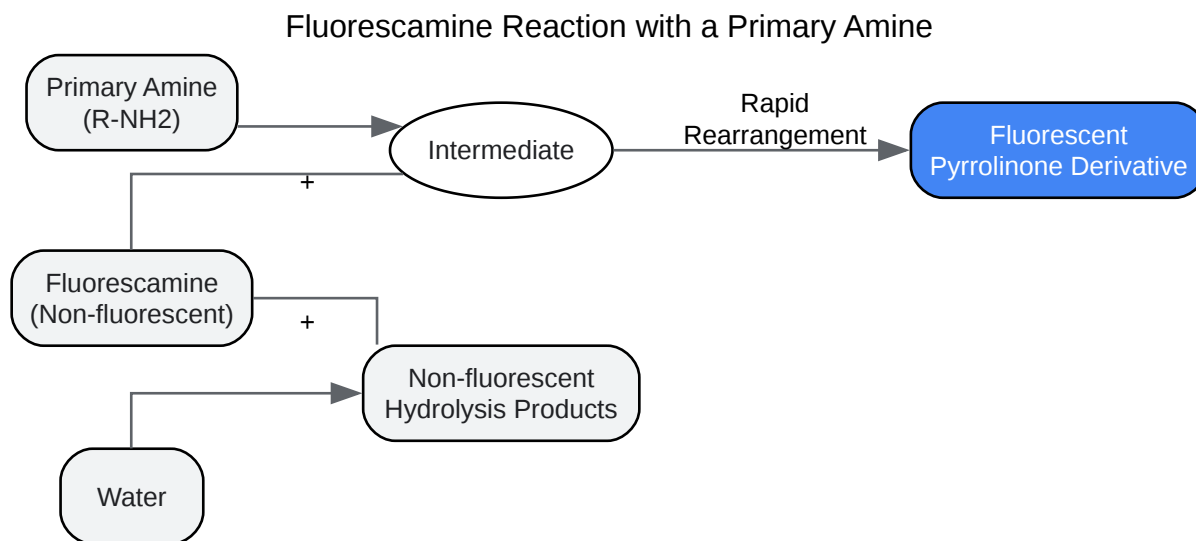 Fluorescamine Reaction with a Primary Amine
Primary Amine
(R-NH2)
Intermediate
Rapid
Rearrangement
Fluorescent
Pyrrolinone Derivative
+
Fluorescamine
(Non-fluorescent)
+
Non-fluorescent
Hydrolysis Products
Water